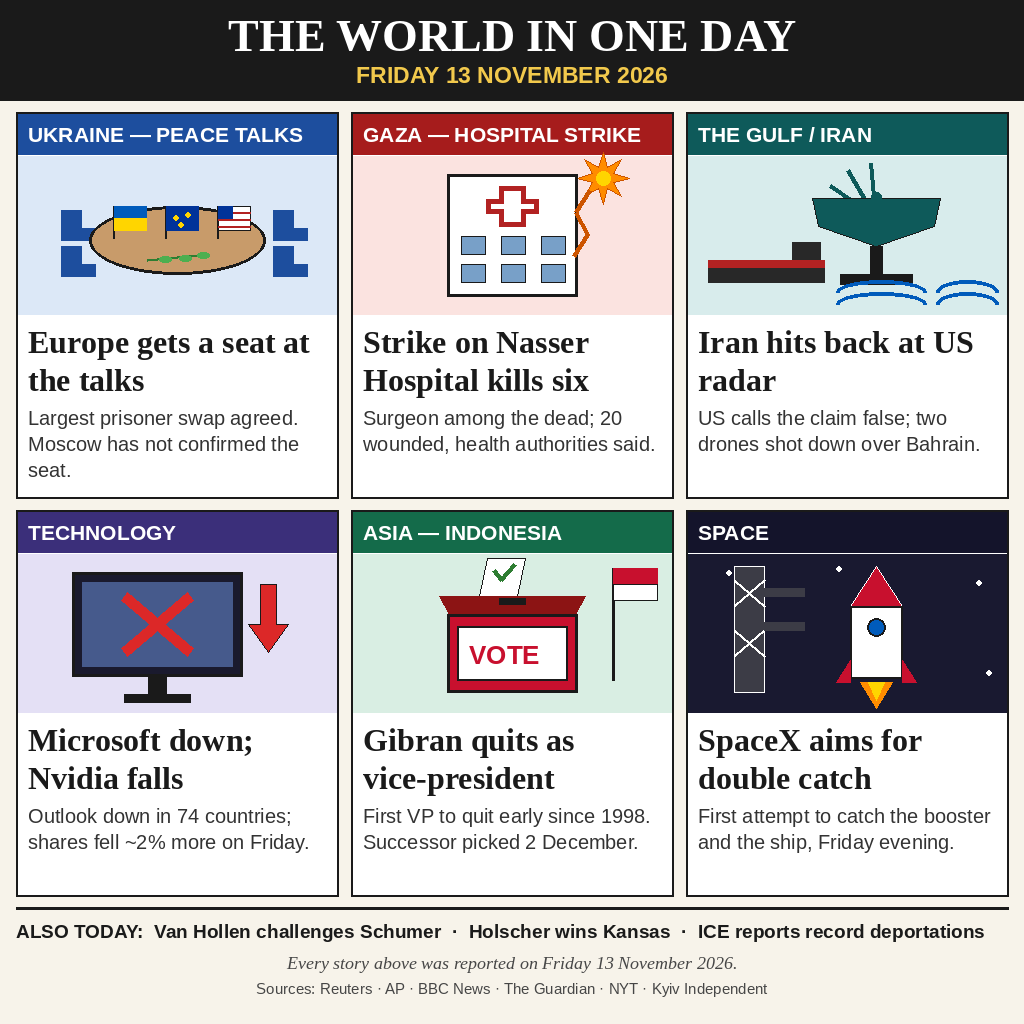 THE WORLD IN ONE DAY
FRIDAY 13 NOVEMBER 2026
UKRAINE — PEACE TALKS
Europe gets a seat at
the talks
Largest prisoner swap agreed.
Moscow has not confirmed the
seat.
GAZA — HOSPITAL STRIKE
Strike on Nasser
Hospital kills six
Surgeon among the dead; 20
wounded, health authorities said.
THE GULF / IRAN
Iran hits back at US
radar
US calls the claim false; two
drones shot down over Bahrain.
TECHNOLOGY
Microsoft down;
Nvidia falls
Outlook down in 74 countries;
shares fell ~2% more on Friday.
ASIA — INDONESIA
VOTE
Gibran quits as
vice-president
First VP to quit early since 1998.
Successor picked 2 December.
SPACE
SpaceX aims for
double catch
First attempt to catch the booster
and the ship, Friday evening.
ALSO TODAY: Van Hollen challenges Schumer · Holscher wins Kansas · ICE reports record deportations
Every story above was reported on Friday 13 November 2026.
Sources: Reuters · AP · BBC News · The Guardian · NYT · Kyiv Independent